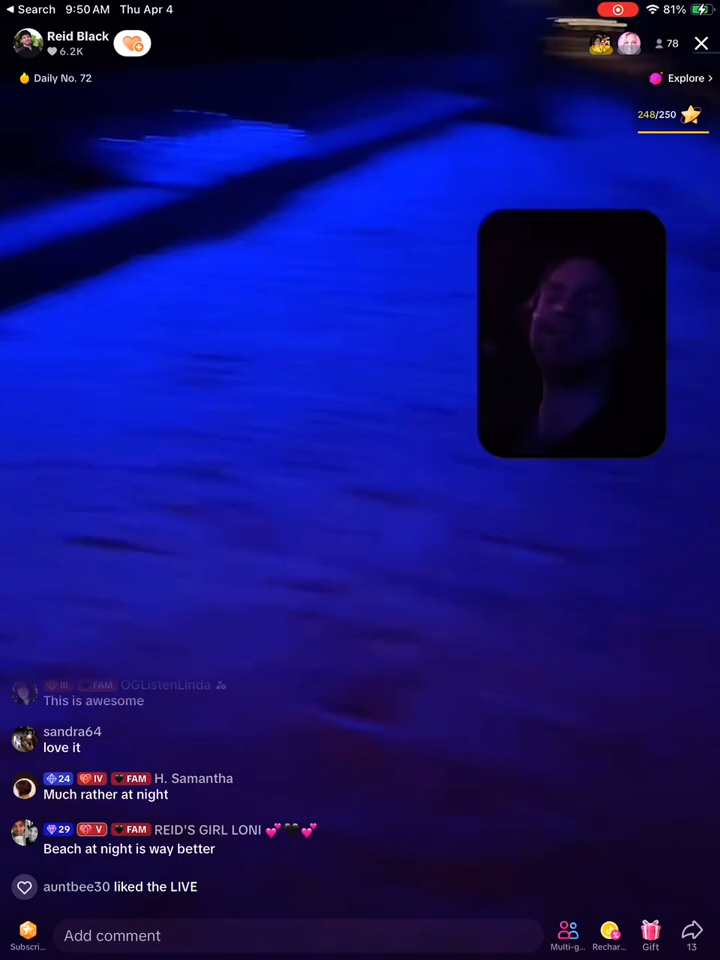 ◀ Search 9:50 AM Thu Apr 4 81%
Reid Black
6.2K
78
Daily No. 72
Explore >
248/250
III FAM OGListenLinda
This is awesome
sandra64
love it
24 IV FAM H. Samantha
Much rather at night
29 V FAM REID'S GIRL LONI 💕🖤💕
Beach at night is way better
auntbee30 liked the LIVE
Add comment
Subscri... Multi-g... Rechar... Gift 13